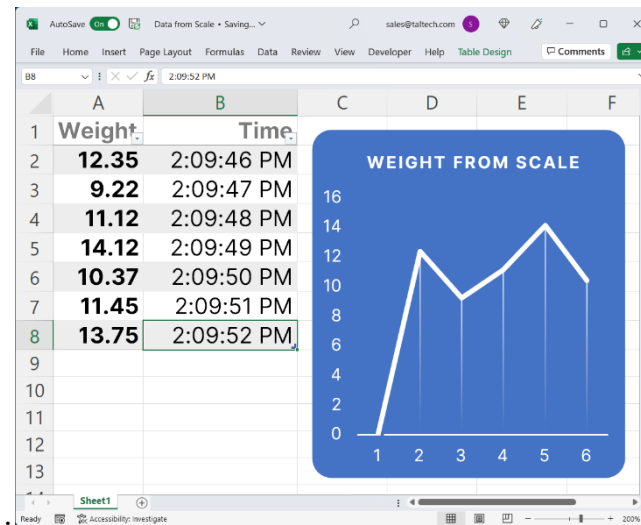 AutoSave On Data from Scale • Saving... sales@taltech.com S
File Home Insert Page Layout Formulas Data Review View Developer Help Table Design Comments
B8 fx 2:09:52 PM
A B C D E F
1 Weight Time
2 12.35 2:09:46 PM
3 9.22 2:09:47 PM
4 11.12 2:09:48 PM
5 14.12 2:09:49 PM
6 10.37 2:09:50 PM
7 11.45 2:09:51 PM
8 13.75 2:09:52 PM
9
10
11
12
13
WEIGHT FROM SCALE
16
14
12
10
8
6
4
2
0
1 2 3 4 5 6
Sheet1
Ready Accessibility: Investigate 200%